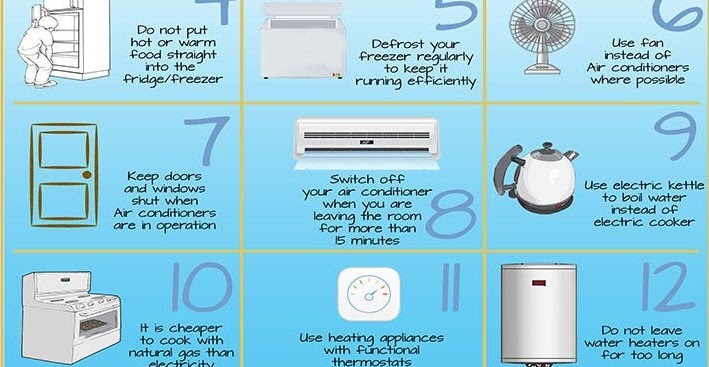 4
Do not put
hot or warm
food straight
into the
fridge/freezer
5
Defrost your
freezer regularly
to keep it
running efficiently
6
Use fan
instead of
Air conditioners
where possible
7
Keep doors
and windows
shut when
Air conditioners
are in operation
8
Switch off
your air conditioner
when you are
leaving the room
for more than
15 minutes
9
Use electric kettle
to boil water
instead of
electric cooker
10
It is cheaper
to cook with
natural gas than
electricity
11
Use heating appliances
with functional
thermostats
12
Do not leave
water heaters on
for too long